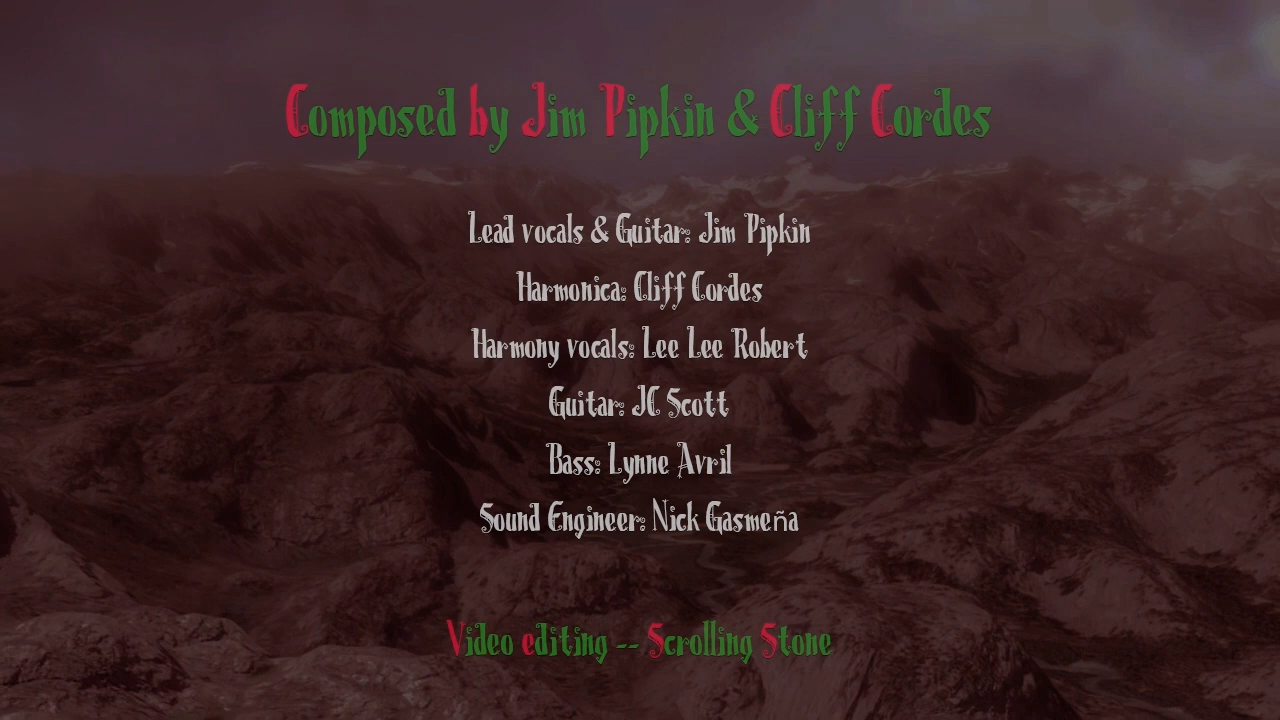 Composed by Jim Pipkin & Cliff Cordes
Lead vocals & Guitar: Jim Pipkin
Harmonica: Cliff Cordes
Harmony vocals: Lee Lee Robert
Guitar: JC Scott
Bass: Lynne Avril
Sound Engineer: Nick Gasmeña
Video editing -- Scrolling Stone